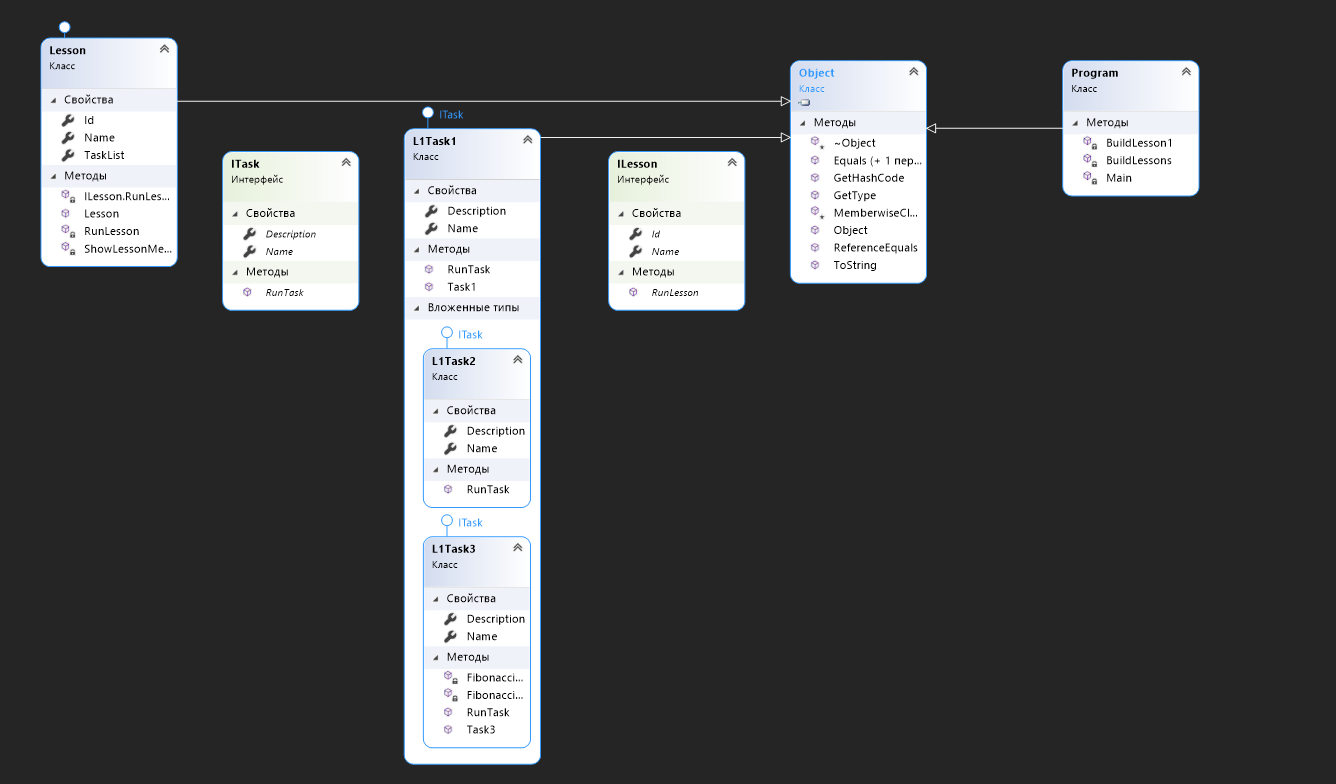 Lesson
Класс
Свойства
Id
Name
TaskList
Методы
ILesson.RunLes...
Lesson
RunLesson
ShowLessonMe...
ITask
Интерфейс
Свойства
Description
Name
Методы
RunTask
ITask
L1Task1
Класс
Свойства
Description
Name
Методы
RunTask
Task1
Вложенные типы
ITask
L1Task2
Класс
Свойства
Description
Name
Методы
RunTask
ITask
L1Task3
Класс
Свойства
Description
Name
Методы
Fibonacci...
Fibonacci...
RunTask
Task3
ILesson
Интерфейс
Свойства
Id
Name
Методы
RunLesson
Object
Класс
Методы
~Object
Equals (+ 1 пер...
GetHashCode
GetType
MemberwiseCl...
Object
ReferenceEquals
ToString
Program
Класс
Методы
BuildLesson1
BuildLessons
Main